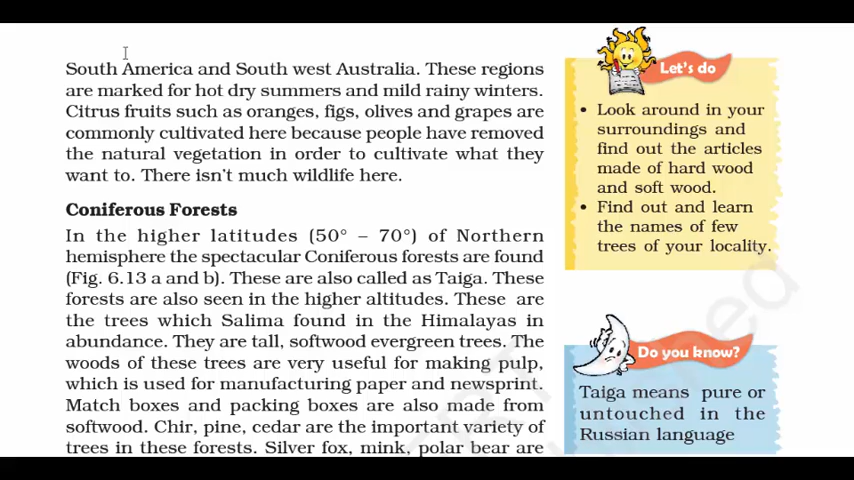 South America and South west Australia. These regions
are marked for hot dry summers and mild rainy winters.
Citrus fruits such as oranges, figs, olives and grapes are
commonly cultivated here because people have removed
the natural vegetation in order to cultivate what they
want to. There isn't much wildlife here.
Coniferous Forests
In the higher latitudes (50° – 70°) of Northern
hemisphere the spectacular Coniferous forests are found
(Fig. 6.13 a and b). These are also called as Taiga. These
forests are also seen in the higher altitudes. These are
the trees which Salima found in the Himalayas in
abundance. They are tall, softwood evergreen trees. The
woods of these trees are very useful for making pulp,
which is used for manufacturing paper and newsprint.
Match boxes and packing boxes are also made from
softwood. Chir, pine, cedar are the important variety of
trees in these forests. Silver fox, mink, polar bear are
Let's do
• Look around in your
surroundings and
find out the articles
made of hard wood
and soft wood.
• Find out and learn
the names of few
trees of your locality.
Do you know?
Taiga means pure or
untouched in the
Russian language